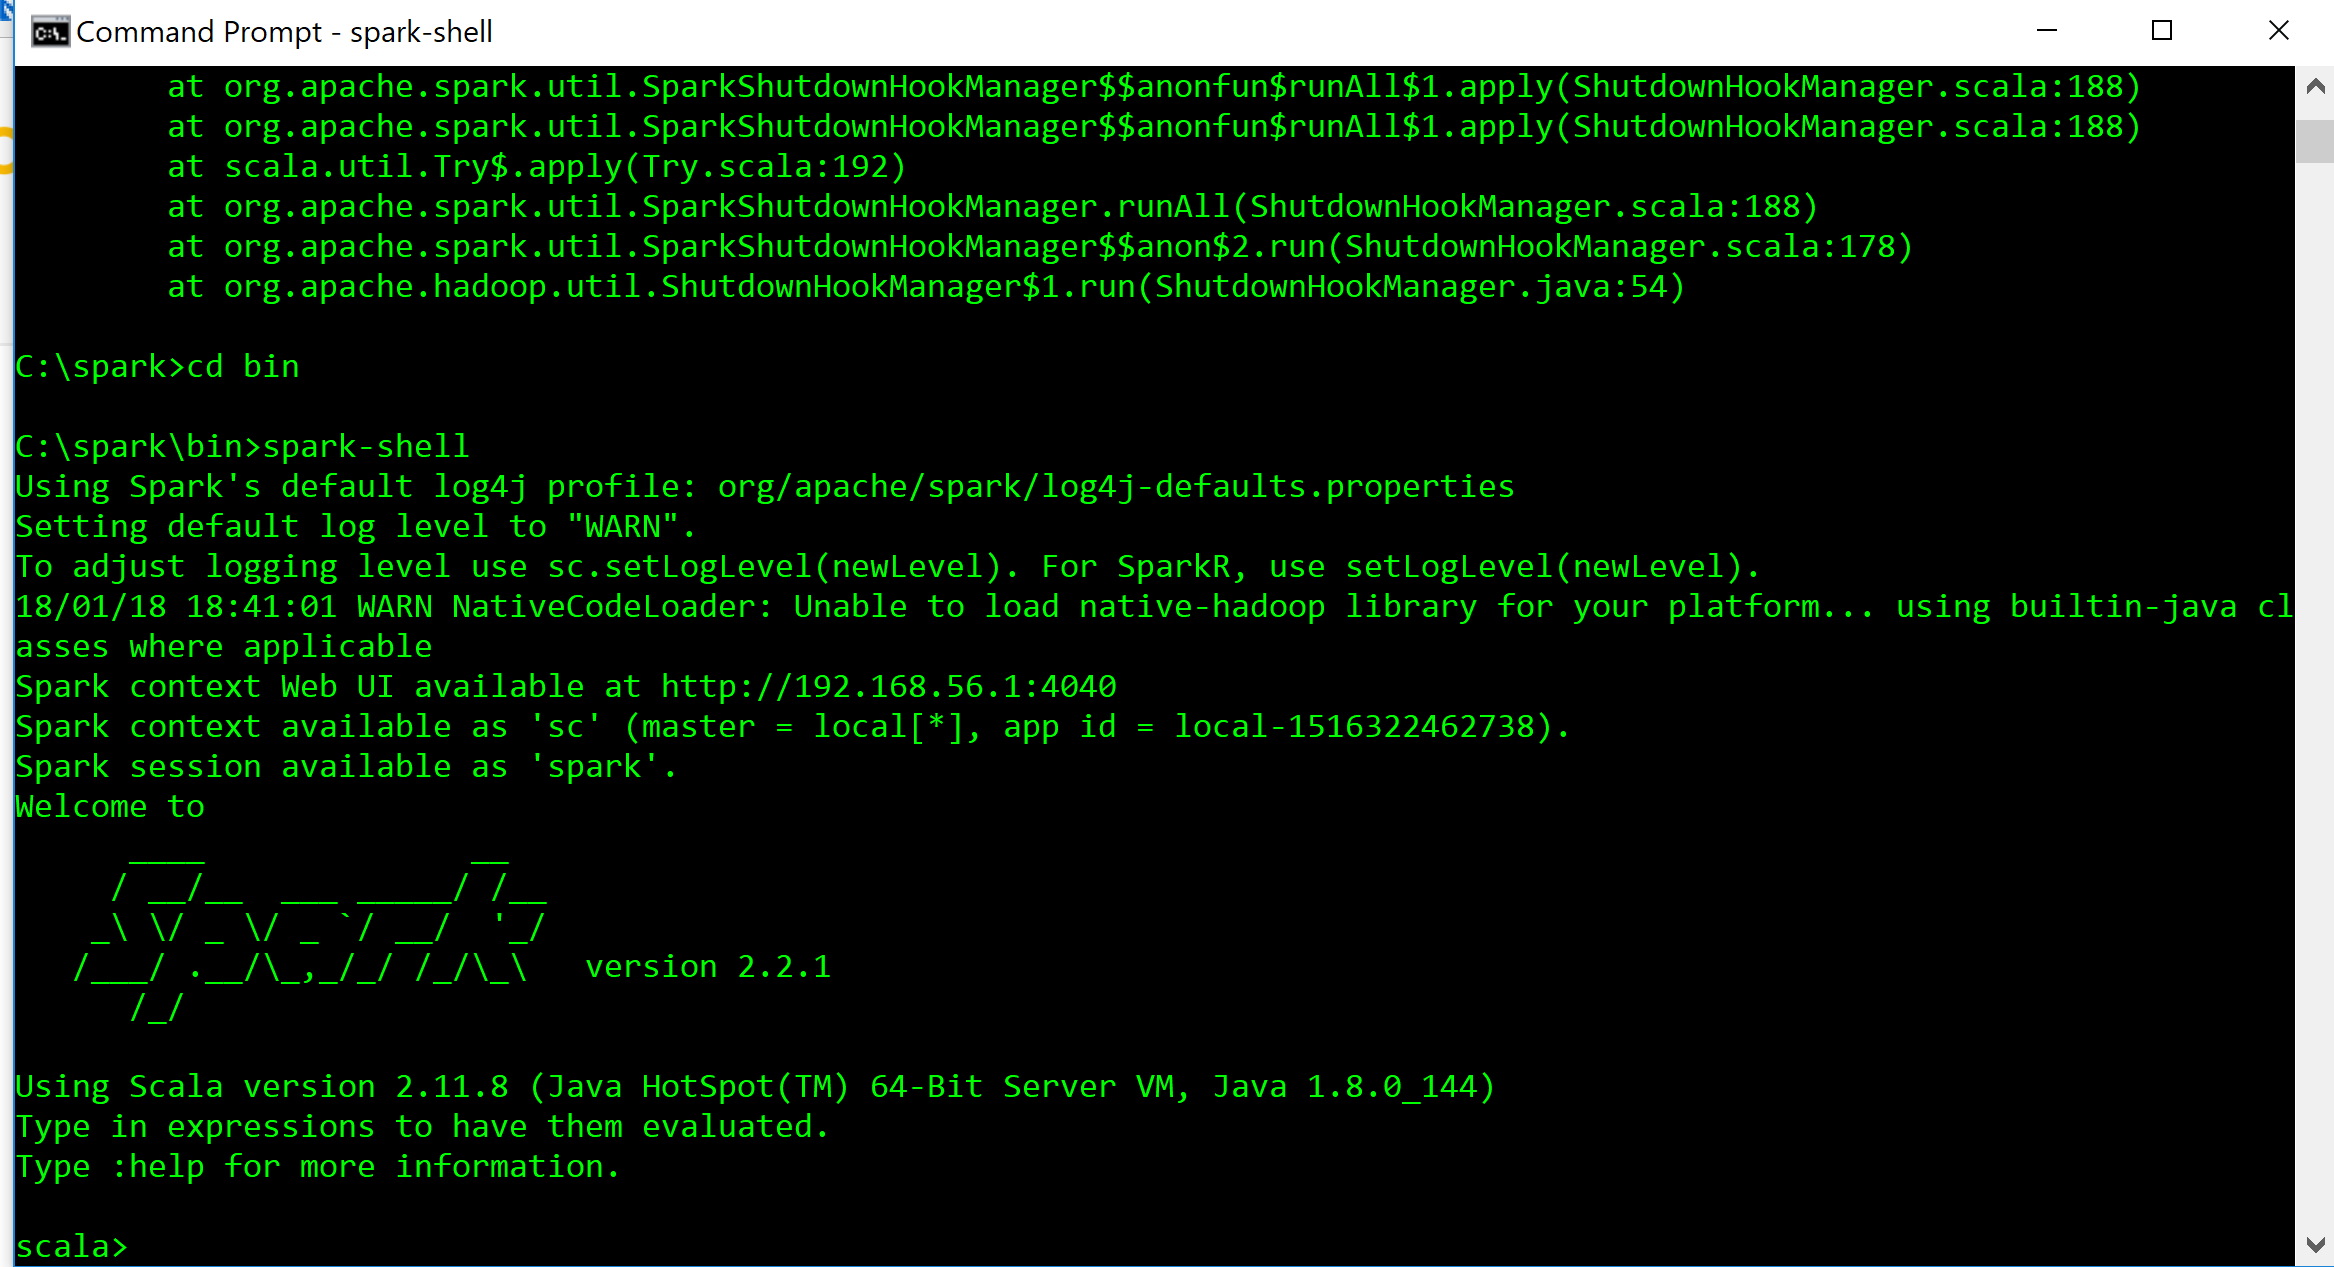 Command Prompt - spark-shell
        at org.apache.spark.util.SparkShutdownHookManager$$anonfun$runAll$1.apply(ShutdownHookManager.scala:188)
        at org.apache.spark.util.SparkShutdownHookManager$$anonfun$runAll$1.apply(ShutdownHookManager.scala:188)
        at scala.util.Try$.apply(Try.scala:192)
        at org.apache.spark.util.SparkShutdownHookManager.runAll(ShutdownHookManager.scala:188)
        at org.apache.spark.util.SparkShutdownHookManager$$anon$2.run(ShutdownHookManager.scala:178)
        at org.apache.hadoop.util.ShutdownHookManager$1.run(ShutdownHookManager.java:54)

C:\spark>cd bin

C:\spark\bin>spark-shell
Using Spark's default log4j profile: org/apache/spark/log4j-defaults.properties
Setting default log level to "WARN".
To adjust logging level use sc.setLogLevel(newLevel). For SparkR, use setLogLevel(newLevel).
18/01/18 18:41:01 WARN NativeCodeLoader: Unable to load native-hadoop library for your platform... using builtin-java cl
asses where applicable
Spark context Web UI available at http://192.168.56.1:4040
Spark context available as 'sc' (master = local[*], app id = local-1516322462738).
Spark session available as 'spark'.
Welcome to
      ____              __
     / __/__  ___ _____/ /__
    _\ \/ _ \/ _ `/ __/  '_/
   /___/ .__/\_,_/_/ /_/\_\   version 2.2.1
      /_/

Using Scala version 2.11.8 (Java HotSpot(TM) 64-Bit Server VM, Java 1.8.0_144)
Type in expressions to have them evaluated.
Type :help for more information.

scala>